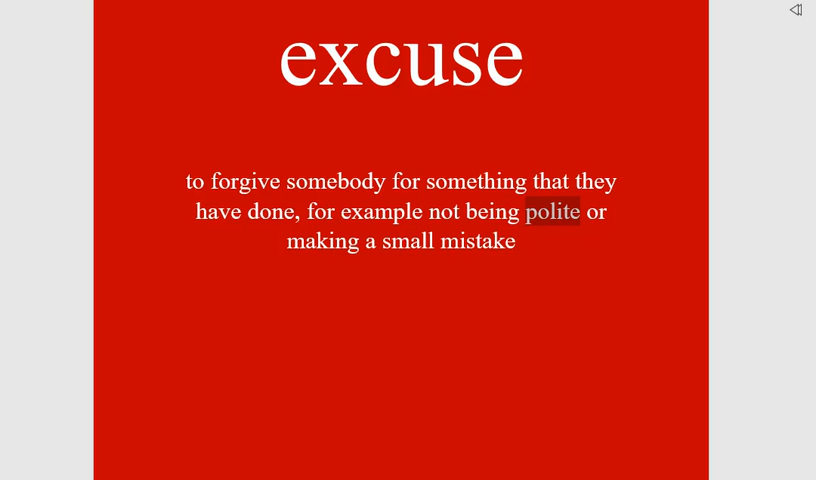 excuse
to forgive somebody for something that they
have done, for example not being polite or
making a small mistake